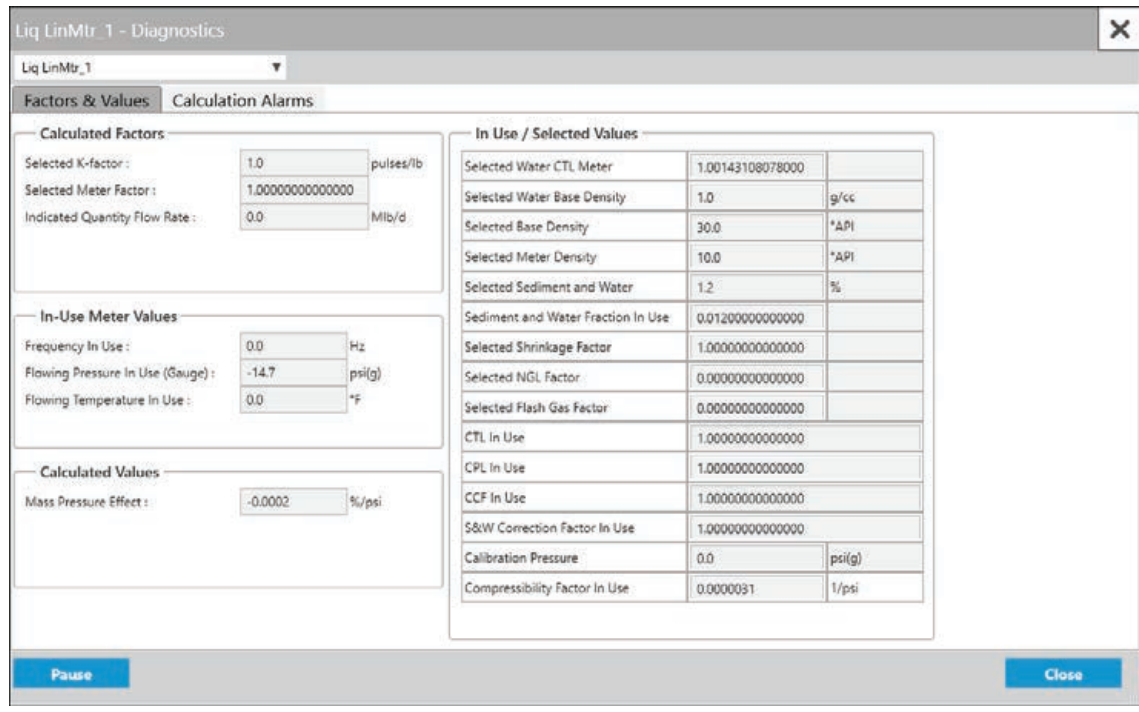 Liq LinMtr_1 - Diagnostics
Liq LinMtr_1
Factors & Values Calculation Alarms
Calculated Factors
Selected K-factor : 1.0 pulses/lb
Selected Meter Factor : 1.00000000000000
Indicated Quantity Flow Rate : 0.0 Mlb/d
In-Use Meter Values
Frequency In Use : 0.0 Hz
Flowing Pressure In Use (Gauge) : -14.7 psi(g)
Flowing Temperature In Use : 0.0 °F
Calculated Values
Mass Pressure Effect : -0.0002 %/psi
In Use / Selected Values
Selected Water CTL Meter 1.00143108078000
Selected Water Base Density 1.0 g/cc
Selected Base Density 30.0 °API
Selected Meter Density 10.0 °API
Selected Sediment and Water 1.2 %
Sediment and Water Fraction In Use 0.01200000000000
Selected Shrinkage Factor 1.00000000000000
Selected NGL Factor 0.00000000000000
Selected Flash Gas Factor 0.00000000000000
CTL In Use 1.00000000000000
CPL In Use 1.00000000000000
CCF In Use 1.00000000000000
S&W Correction Factor In Use 1.00000000000000
Calibration Pressure 0.0 psi(g)
Compressibility Factor In Use 0.0000031 1/psi
Pause Close